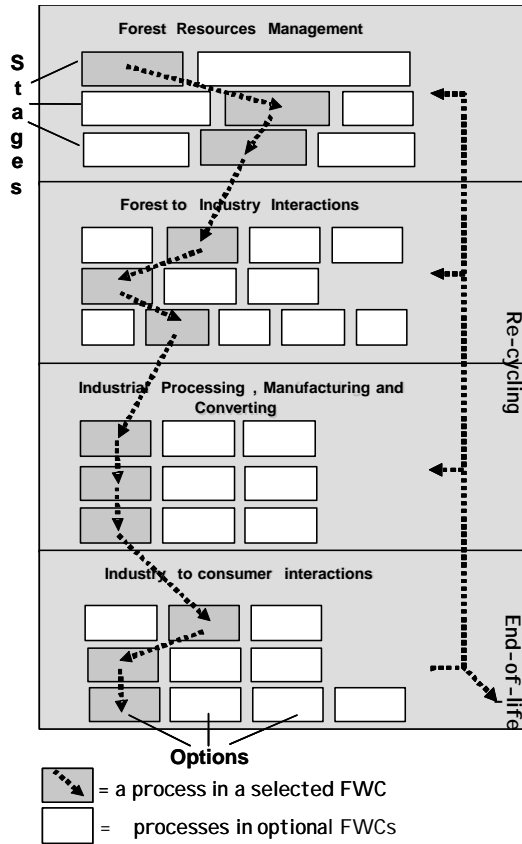 Forest Resources Management
Stages
Forest to Industry Interactions
Re-cycling
Industrial Processing , Manufacturing and
Converting
Industry to consumer interactions
End-of-life
Options
= a process in a selected FWC
= processes in optional FWCs